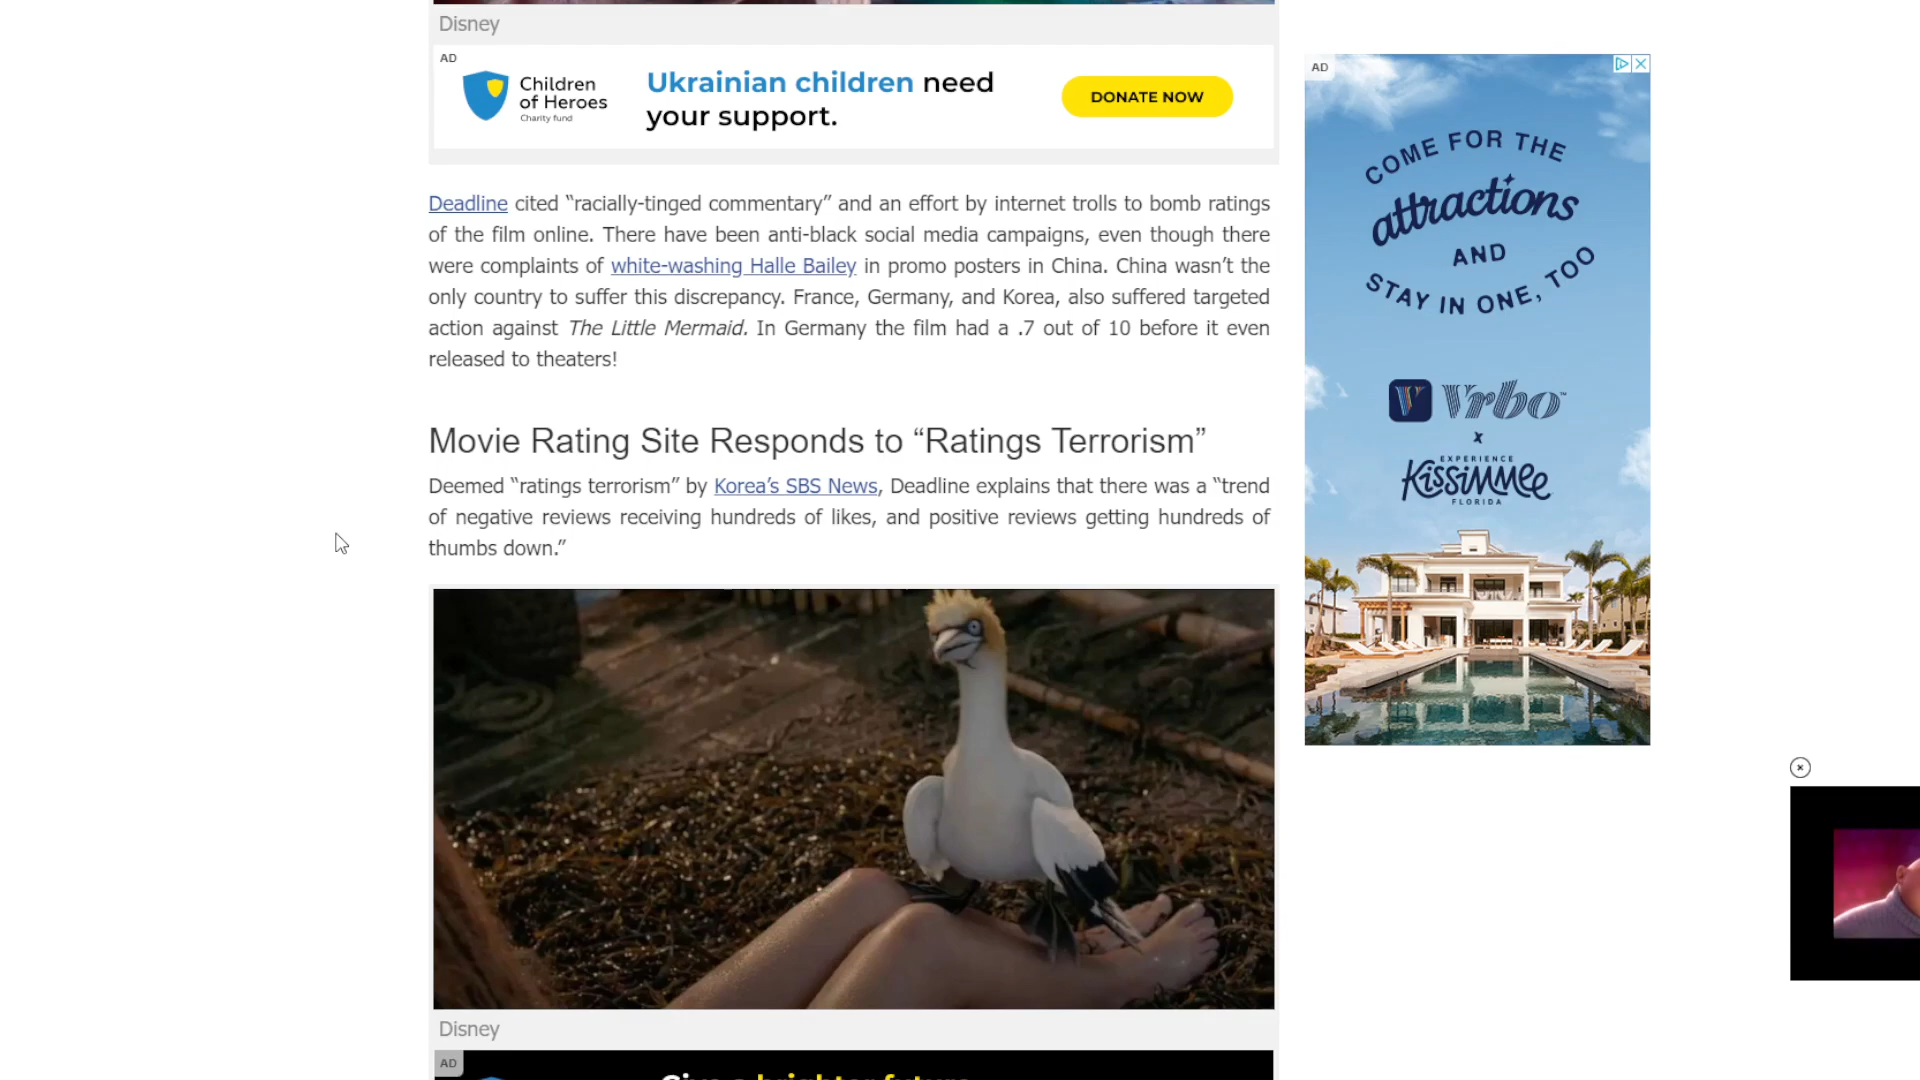 Disney
AD
Children
of Heroes
Charity fund
Ukrainian children need
your support.
DONATE NOW
Deadline cited “racially-tinged commentary” and an effort by internet trolls to bomb ratings
of the film online. There have been anti-black social media campaigns, even though there
were complaints of white-washing Halle Bailey in promo posters in China. China wasn’t the
only country to suffer this discrepancy. France, Germany, and Korea, also suffered targeted
action against The Little Mermaid. In Germany the film had a .7 out of 10 before it even
released to theaters!
Movie Rating Site Responds to “Ratings Terrorism”
Deemed “ratings terrorism” by Korea’s SBS News, Deadline explains that there was a “trend
of negative reviews receiving hundreds of likes, and positive reviews getting hundreds of
thumbs down.”
Disney
AD
Give a brighter future
AD
COME FOR THE
attractions
AND
STAY IN ONE, TOO
V Vrbo™
x
EXPERIENCE
Kissimmee
FLORIDA